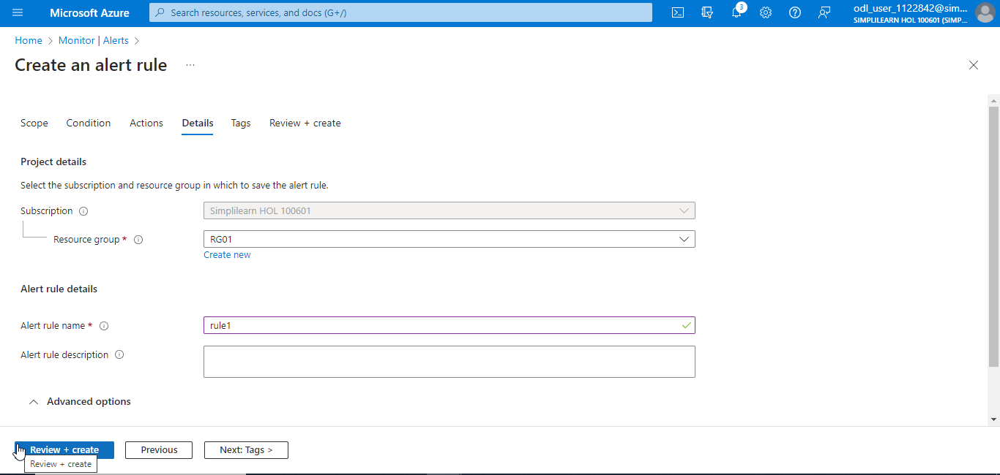 Microsoft Azure
Search resources, services, and docs (G+/)
3
odl_user_1122842@sim...
SIMPLILEARN HOL 100601 (SIMP...
Home > Monitor | Alerts >
Create an alert rule ...
Scope Condition Actions Details Tags Review + create
Project details
Select the subscription and resource group in which to save the alert rule.
Subscription
Simplilearn HOL 100601
Resource group *
RG01
Create new
Alert rule details
Alert rule name *
rule1
Alert rule description
Advanced options
Review + create Previous Next: Tags >
Review + create